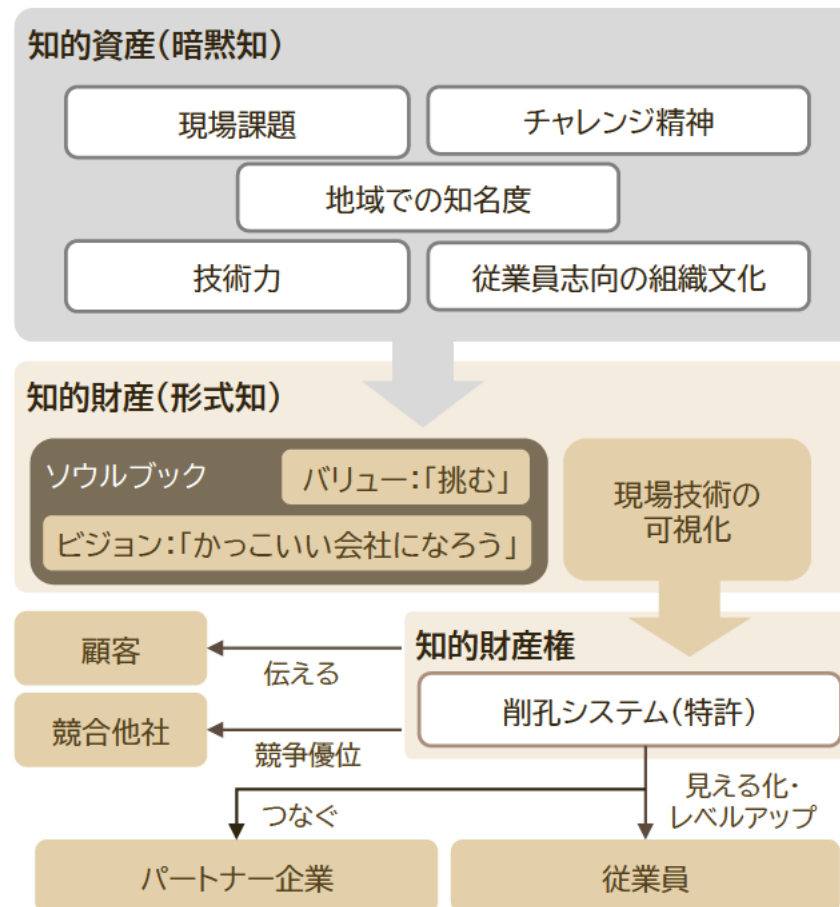 知的資産(暗黙知)
現場課題
チャレンジ精神
地域での知名度
技術力
従業員志向の組織文化
知的財産(形式知)
ソウルブック
バリュー:「挑む」
ビジョン:「かっこいい会社になろう」
現場技術の
可視化
顧客
伝える
知的財産権
削孔システム(特許)
競合他社
競争優位
つなぐ
見える化・
レベルアップ
パートナー企業
従業員